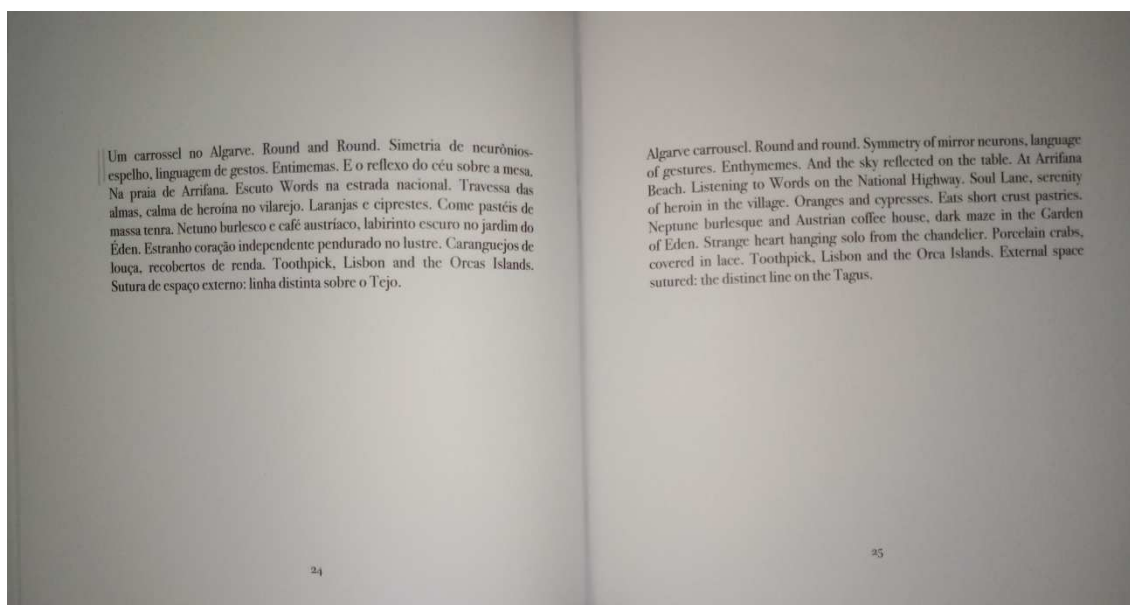 Um carrossel no Algarve. Round and Round. Simetria de neurônios-
espelho, linguagem de gestos. Entimemas. E o reflexo do céu sobre a mesa.
Na praia de Arrifana. Escuto Words na estrada nacional. Travessa das
almas, calma de heroína no vilarejo. Laranjas e ciprestes. Come pastéis de
massa tenra. Netuno burlesco e café austríaco, labirinto escuro no jardim do
Éden. Estranho coração independente pendurado no lustre. Caranguejos de
louça, recobertos de renda. Toothpick, Lisbon and the Orcas Islands.
Sutura de espaço externo: linha distinta sobre o Tejo.
24
Algarve carrousel. Round and round. Symmetry of mirror neurons, language
of gestures. Enthymemes. And the sky reflected on the table. At Arrifana
Beach. Listening to Words on the National Highway. Soul Lane, serenity
of heroin in the village. Oranges and cypresses. Eats short crust pastries.
Neptune burlesque and Austrian coffee house, dark maze in the Garden
of Eden. Strange heart hanging solo from the chandelier. Porcelain crabs,
covered in lace. Toothpick, Lisbon and the Orca Islands. External space
sutured: the distinct line on the Tagus.
25